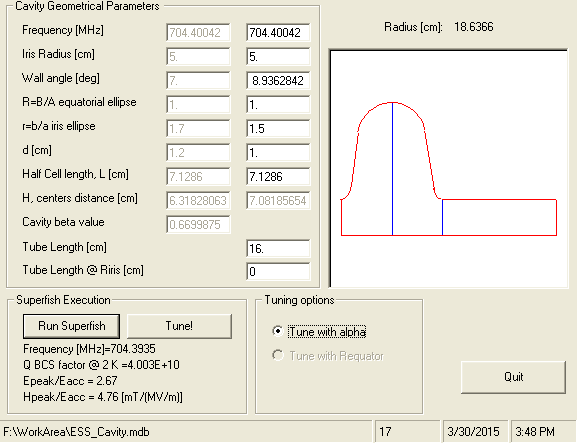 Cavity Geometrical Parameters
Radius [cm]: 18.6366
Frequency [MHz] 704.40042 704.40042
Iris Radius [cm] 5. 5.
Wall angle [deg] 7. 8.9362842
R=B/A equatorial ellipse 1. 1.
r=b/a iris ellipse 1.7 1.5
d [cm] 1.2 1.
Half Cell length, L [cm] 7.1286 7.1286
H, centers distance [cm] 6.31828063 7.08185654
Cavity beta value 0.6699875
Tube Length [cm] 16.
Tube Length @ Riris [cm] 0
Superfish Execution
Run Superfish Tune!
Frequency [MHz]=704.3935
Q BCS factor @ 2 K =4.003E+10
Epeak/Eacc = 2.67
Hpeak/Eacc = 4.76 [mT/(MV/m)]
Tuning options
Tune with alpha
Tune with Requator
Quit
F:\WorkArea\ESS_Cavity.mdb 17 3/30/2015 3:48 PM